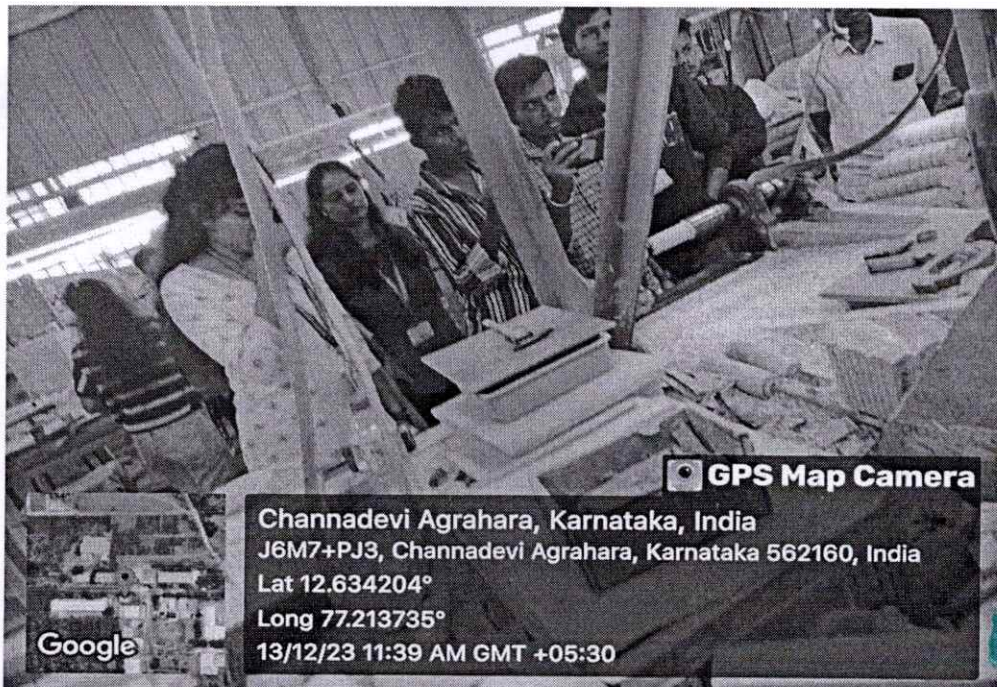 GPS Map Camera
Channadevi Agrahara, Karnataka, India
J6M7+PJ3, Channadevi Agrahara, Karnataka 562160, India
Lat 12.634204°
Long 77.213735°
13/12/23 11:39 AM GMT +05:30
Google